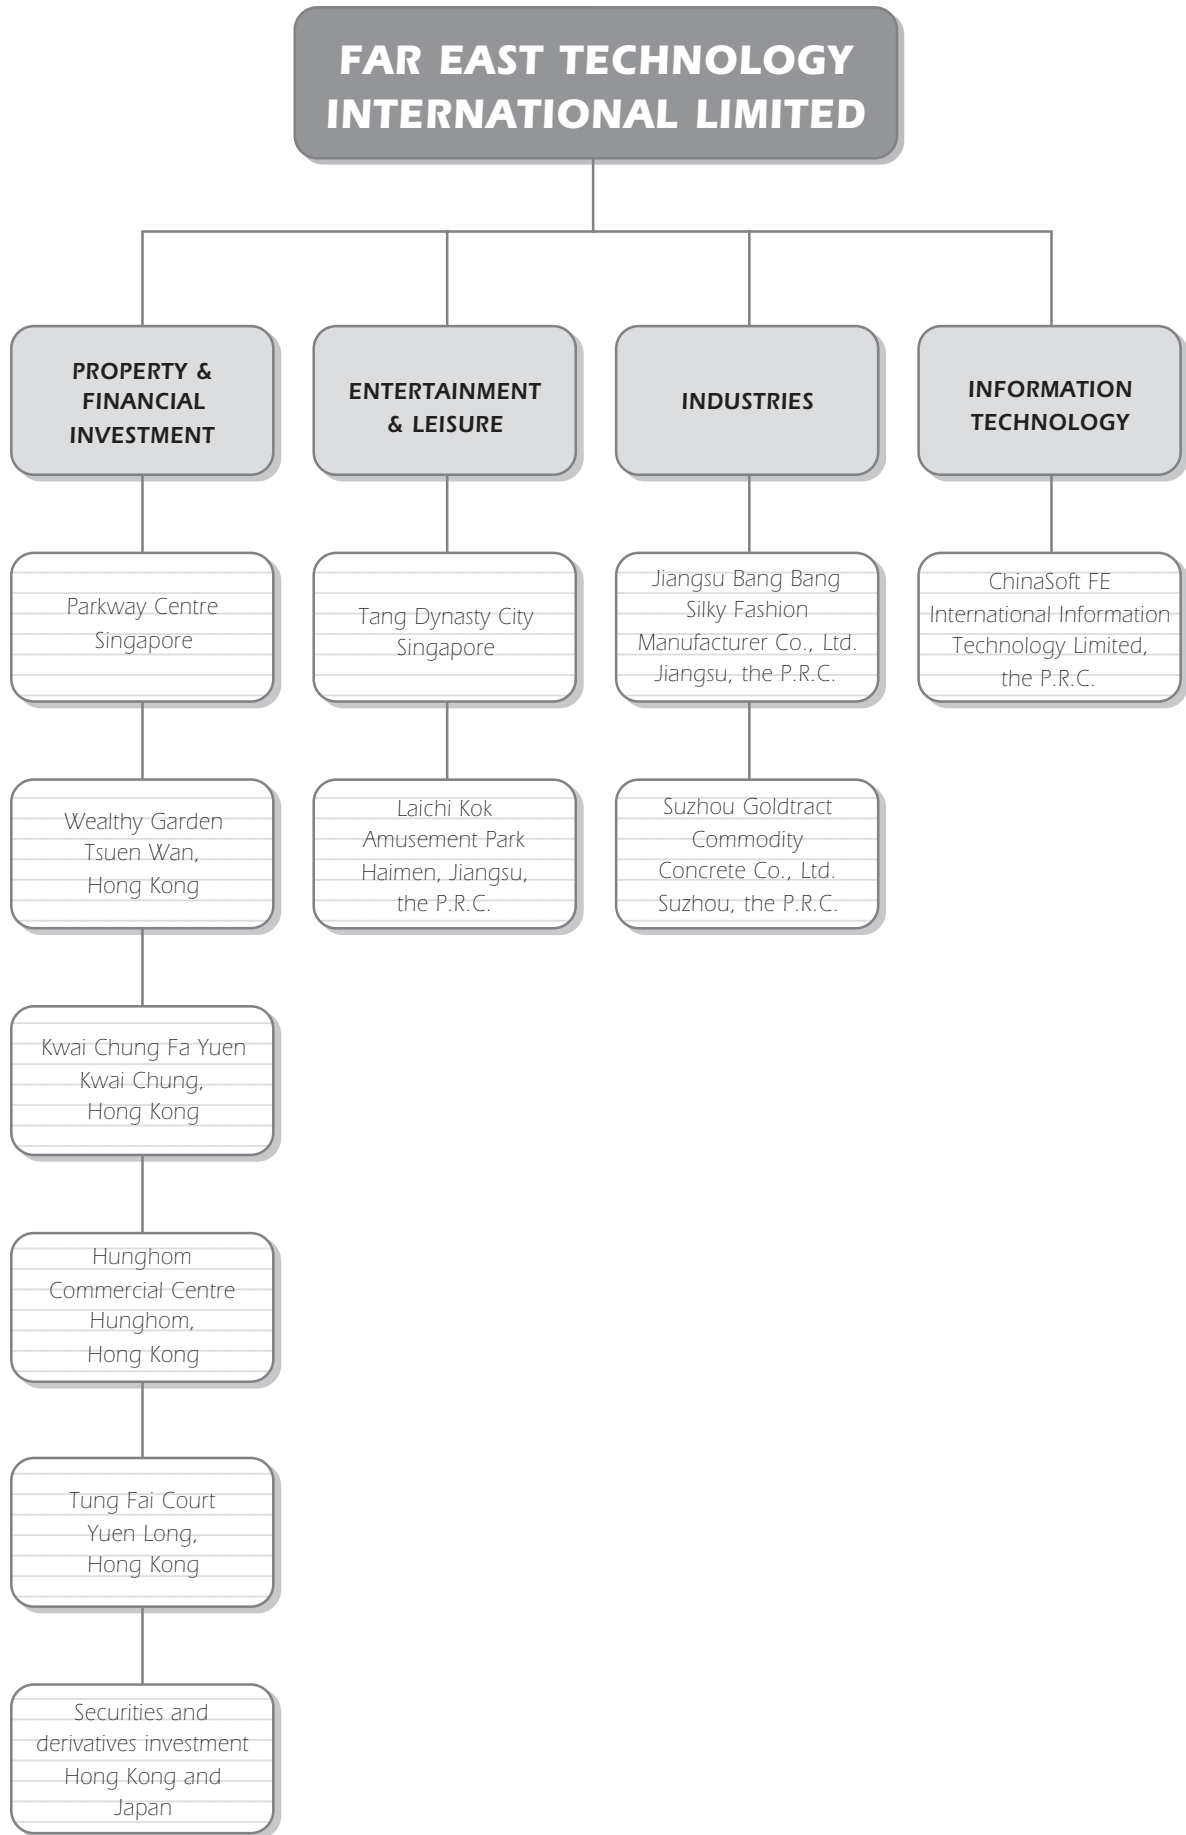 FAR EAST TECHNOLOGY
INTERNATIONAL LIMITED
PROPERTY &
FINANCIAL
INVESTMENT
Parkway Centre
Singapore
Wealthy Garden
Tsuen Wan,
Hong Kong
Kwai Chung Fa Yuen
Kwai Chung,
Hong Kong
Hunghom
Commercial Centre
Hunghom,
Hong Kong
Tung Fai Court
Yuen Long,
Hong Kong
Securities and
derivatives investment
Hong Kong and
Japan
ENTERTAINMENT
& LEISURE
Tang Dynasty City
Singapore
Laichi Kok
Amusement Park
Haimen, Jiangsu,
the P.R.C.
INDUSTRIES
Jiangsu Bang Bang
Silky Fashion
Manufacturer Co., Ltd.
Jiangsu, the P.R.C.
Suzhou Goldtract
Commodity
Concrete Co., Ltd.
Suzhou, the P.R.C.
INFORMATION
TECHNOLOGY
ChinaSoft FE
International Information
Technology Limited,
the P.R.C.